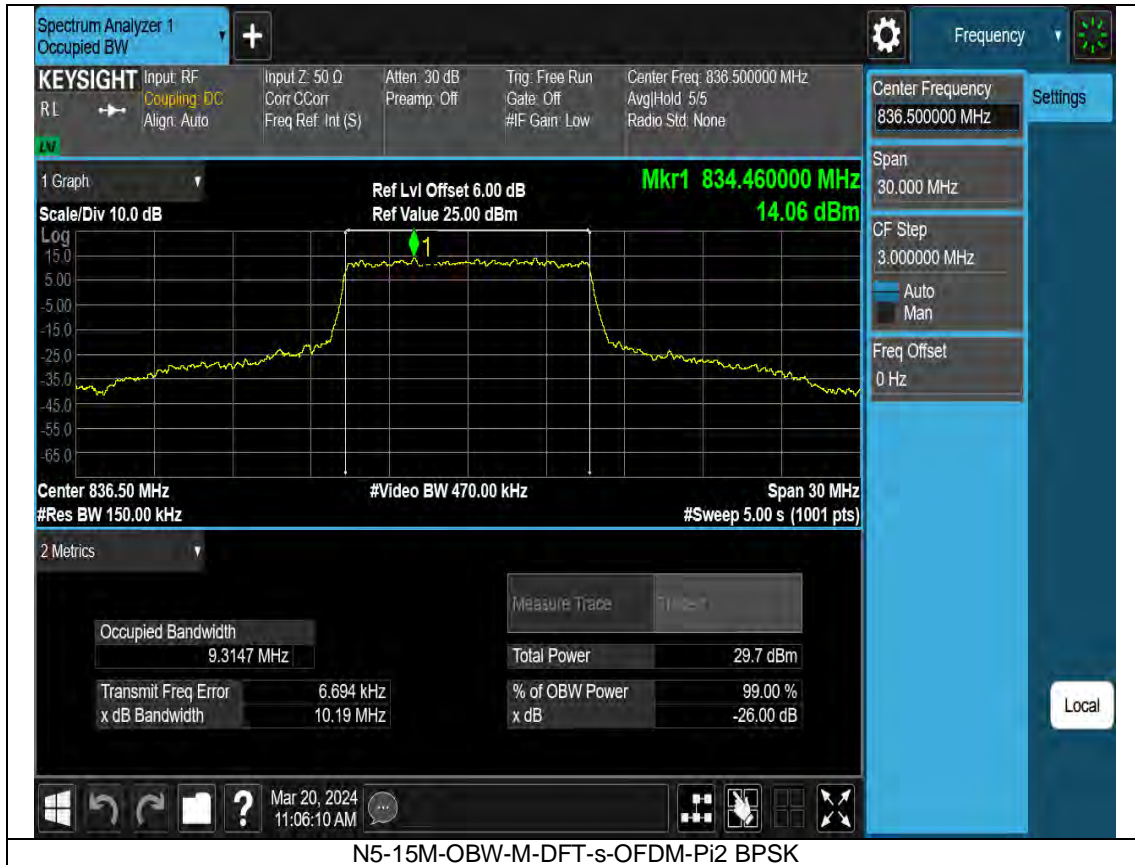 Spectrum Analyzer 1
Occupied BW
Frequency
KEYSIGHT
Input: RF
Coupling: DC
Align: Auto
Input Z: 50 Ω
Corr CCorr
Freq Ref: Int (S)
Atten: 30 dB
Preamp: Off
Trig: Free Run
Gate: Off
#IF Gain: Low
Center Freq: 836.500000 MHz
Avg|Hold: 5/5
Radio Std: None
RL
Center Frequency
836.500000 MHz
Settings
Span
30.000 MHz
CF Step
3.000000 MHz
Auto
Man
Freq Offset
0 Hz
Local
1 Graph
Scale/Div 10.0 dB
Ref Lvl Offset 6.00 dB
Ref Value 25.00 dBm
Mkr1 834.460000 MHz
14.06 dBm
Log
15.0
5.00
-5.00
-15.0
-25.0
-35.0
-45.0
-65.0
1
Center 836.50 MHz
#Video BW 470.00 kHz
Span 30 MHz
#Res BW 150.00 kHz
#Sweep 5.00 s (1001 pts)
2 Metrics
Measure Trace
Occupied Bandwidth
9.3147 MHz
Total Power 29.7 dBm
Transmit Freq Error 6.694 kHz
% of OBW Power 99.00 %
x dB Bandwidth 10.19 MHz
x dB -26.00 dB
?
Mar 20, 2024
11:06:10 AM
N5-15M-OBW-M-DFT-s-OFDM-Pi2 BPSK